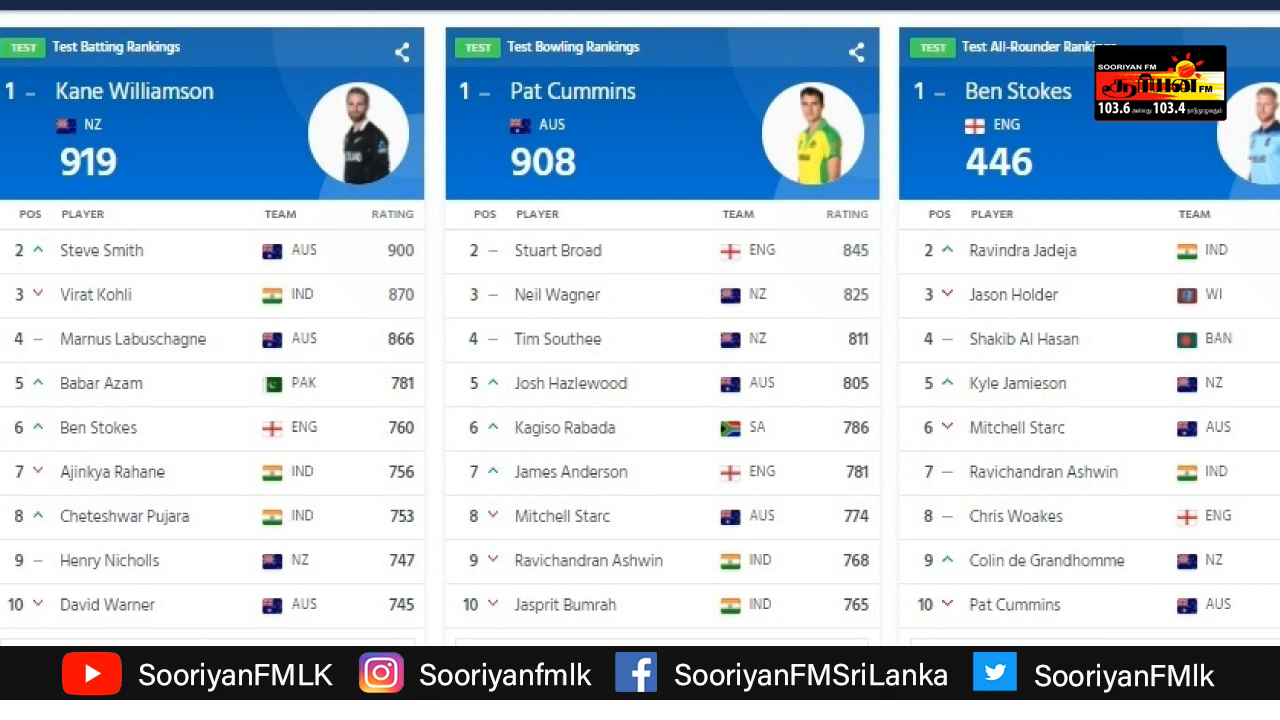 TEST Test Batting Rankings
1 – Kane Williamson
NZ
919
POS PLAYER TEAM RATING
2 Steve Smith AUS 900
3 Virat Kohli IND 870
4 – Marnus Labuschagne AUS 866
5 Babar Azam PAK 781
6 Ben Stokes ENG 760
7 Ajinkya Rahane IND 756
8 Cheteshwar Pujara IND 753
9 – Henry Nicholls NZ 747
10 David Warner AUS 745
TEST Test Bowling Rankings
1 – Pat Cummins
AUS
908
POS PLAYER TEAM RATING
2 – Stuart Broad ENG 845
3 – Neil Wagner NZ 825
4 – Tim Southee NZ 811
5 Josh Hazlewood AUS 805
6 Kagiso Rabada SA 786
7 James Anderson ENG 781
8 Mitchell Starc AUS 774
9 Ravichandran Ashwin IND 768
10 Jasprit Bumrah IND 765
TEST Test All-Rounder Rankings
1 – Ben Stokes
ENG
446
POS PLAYER TEAM
2 Ravindra Jadeja IND
3 Jason Holder WI
4 – Shakib Al Hasan BAN
5 Kyle Jamieson NZ
6 Mitchell Starc AUS
7 – Ravichandran Ashwin IND
8 – Chris Woakes ENG
9 Colin de Grandhomme NZ
10 Pat Cummins AUS
SOORIYAN FM
சூரியன் FM
103.6 103.4
SooriyanFMLK Sooriyanfmlk SooriyanFMSriLanka SooriyanFMlk